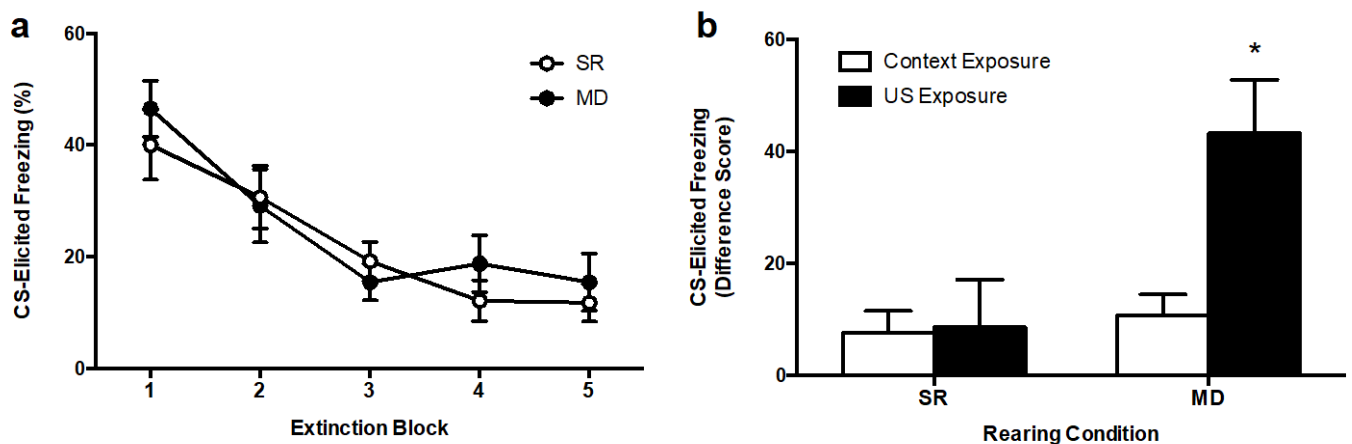 a
60
40
20
0
CS-Elicited Freezing (%)
SR
MD
1 2 3 4 5
Extinction Block
b
60
40
20
0
CS-Elicited Freezing
(Difference Score)
Context Exposure
US Exposure
*
SR MD
Rearing Condition